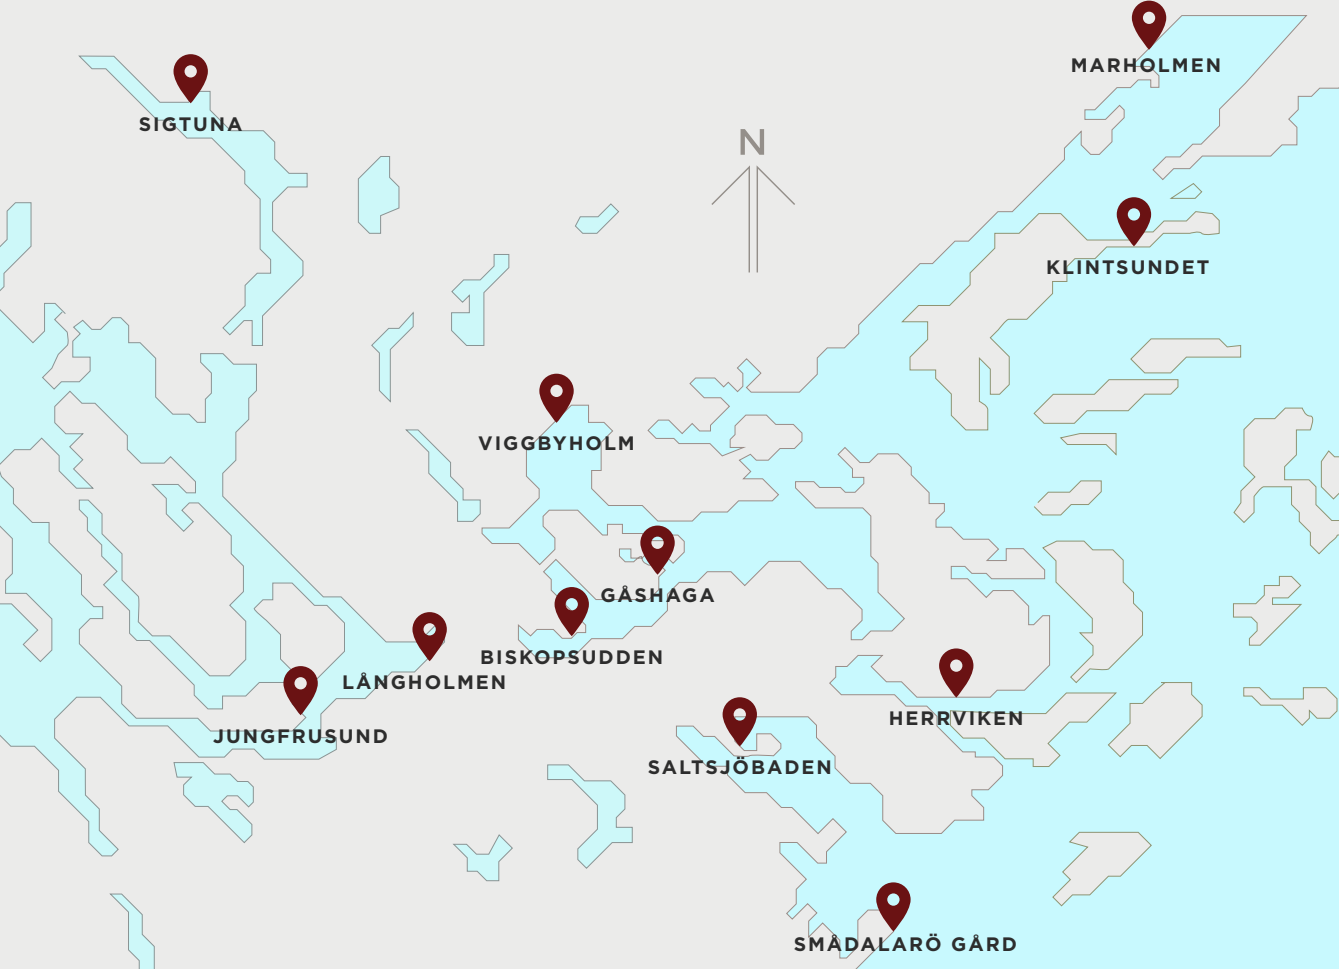 MARHOLMEN
SIGTUNA
N
KLINTSUNDET
VIGGBYHOLM
GÅSHAGA
BISKOPSUDDEN
LÅNGHOLMEN
HERRVIKEN
JUNGFRUSUND
SALTSJÖBADEN
SMÅDALARÖ GÅRD